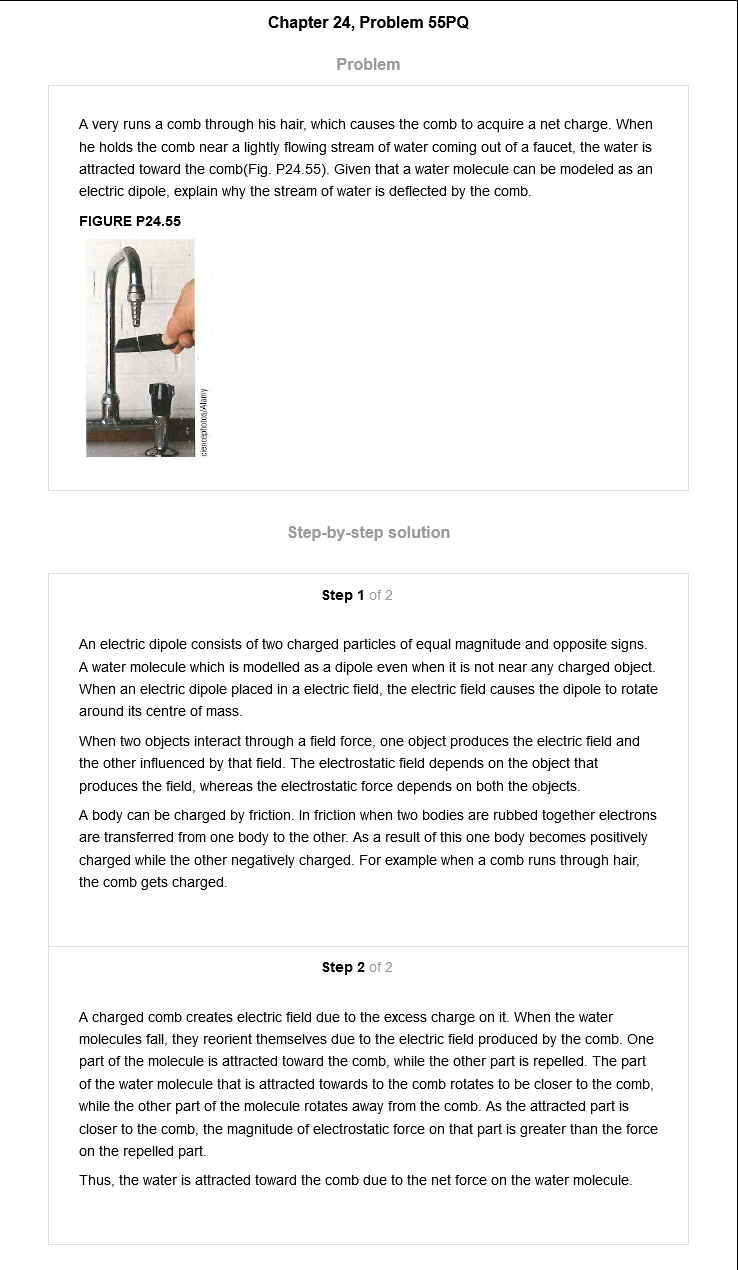 Chapter 24, Problem 55PQ
Problem
A very runs a comb through his hair, which causes the comb to acquire a net charge. When
he holds the comb near a lightly flowing stream of water coming out of a faucet, the water is
attracted toward the comb(Fig. P24.55). Given that a water molecule can be modeled as an
electric dipole, explain why the stream of water is deflected by the comb.
FIGURE P24.55
ciencephotos/Alamy
Step-by-step solution
Step 1 of 2
An electric dipole consists of two charged particles of equal magnitude and opposite signs.
A water molecule which is modelled as a dipole even when it is not near any charged object.
When an electric dipole placed in a electric field, the electric field causes the dipole to rotate
around its centre of mass.
When two objects interact through a field force, one object produces the electric field and
the other influenced by that field. The electrostatic field depends on the object that
produces the field, whereas the electrostatic force depends on both the objects.
A body can be charged by friction. In friction when two bodies are rubbed together electrons
are transferred from one body to the other. As a result of this one body becomes positively
charged while the other negatively charged. For example when a comb runs through hair,
the comb gets charged.
Step 2 of 2
A charged comb creates electric field due to the excess charge on it. When the water
molecules fall, they reorient themselves due to the electric field produced by the comb. One
part of the molecule is attracted toward the comb, while the other part is repelled. The part
of the water molecule that is attracted towards to the comb rotates to be closer to the comb,
while the other part of the molecule rotates away from the comb. As the attracted part is
closer to the comb, the magnitude of electrostatic force on that part is greater than the force
on the repelled part.
Thus, the water is attracted toward the comb due to the net force on the water molecule.